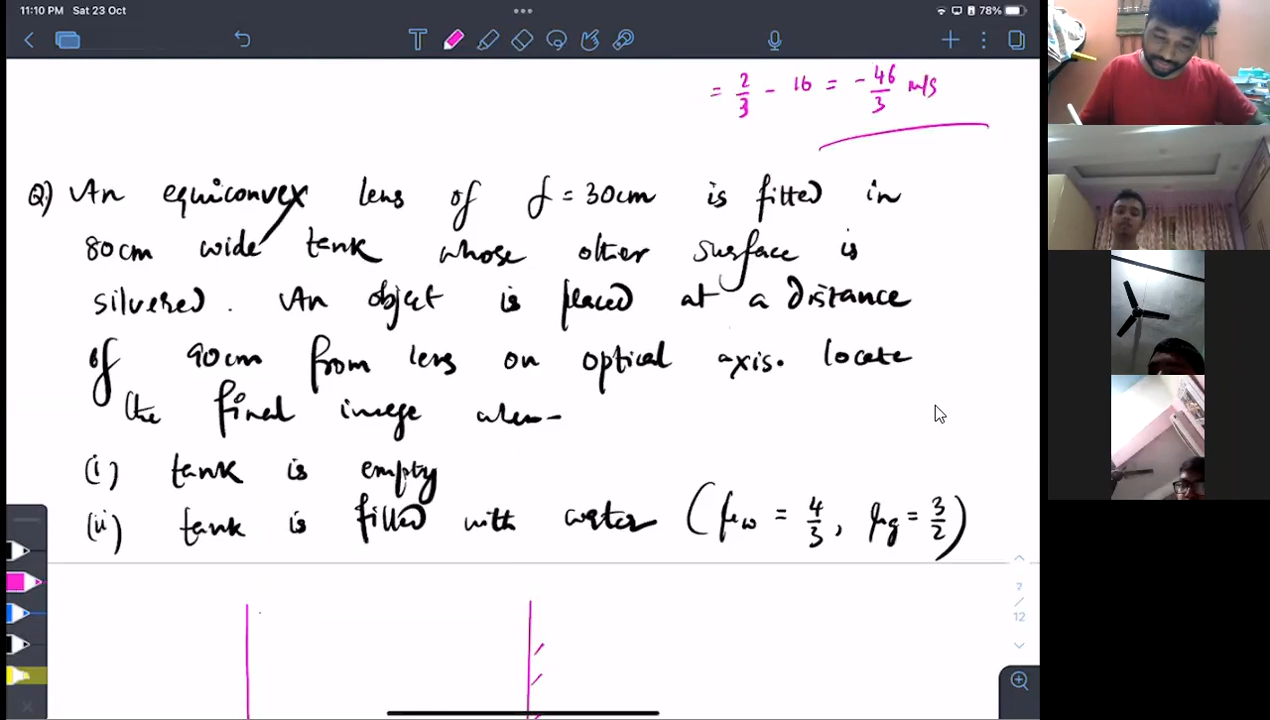 11:10 PM Sat 23 Oct
78%
= 2/3 - 16 = -46/3 m/s
Q) An equiconvex lens of f = 30cm is fitted in
80cm wide tank whose other surface is
silvered. An object is placed at a distance
of 90cm from lens on optical axis. locate
the final image when-
(i) tank is empty
(ii) tank is filled with water (μw = 4/3, μg = 3/2)
?
/
12